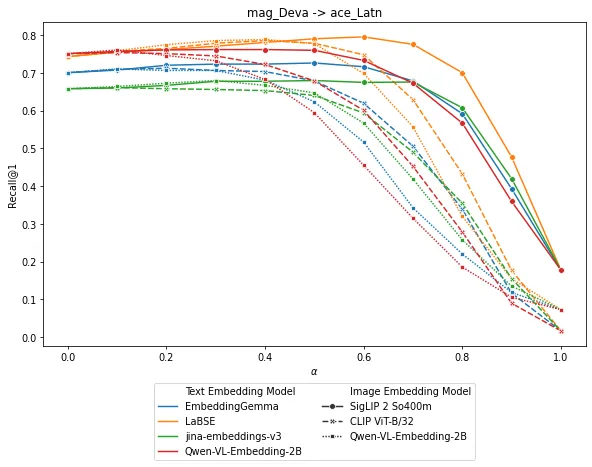 mag_Deva -> ace_Latn
Recall@1
0.8
0.7
0.6
0.5
0.4
0.3
0.2
0.1
0.0
0.0 0.2 0.4 0.6 0.8 1.0
α
Text Embedding Model
EmbeddingGemma
LaBSE
jina-embeddings-v3
Qwen-VL-Embedding-2B
Image Embedding Model
SigLIP 2 So400m
CLIP ViT-B/32
Qwen-VL-Embedding-2B